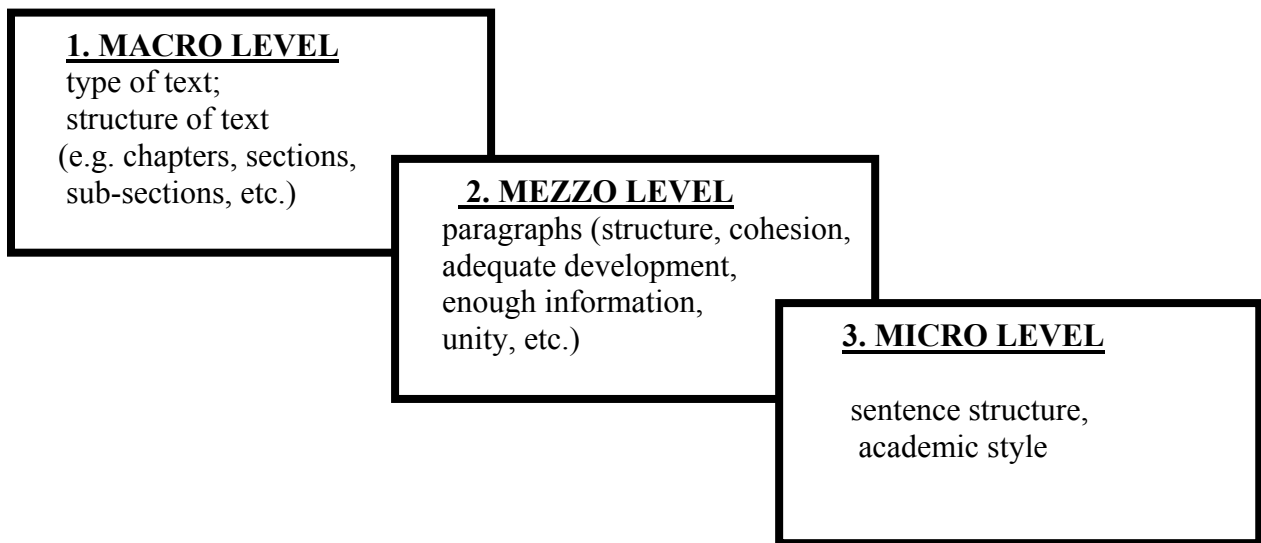 1. MACRO LEVEL
type of text;
structure of text
(e.g. chapters, sections,
sub-sections, etc.)
2. MEZZO LEVEL
paragraphs (structure, cohesion,
adequate development,
enough information,
unity, etc.)
3. MICRO LEVEL
sentence structure,
academic style